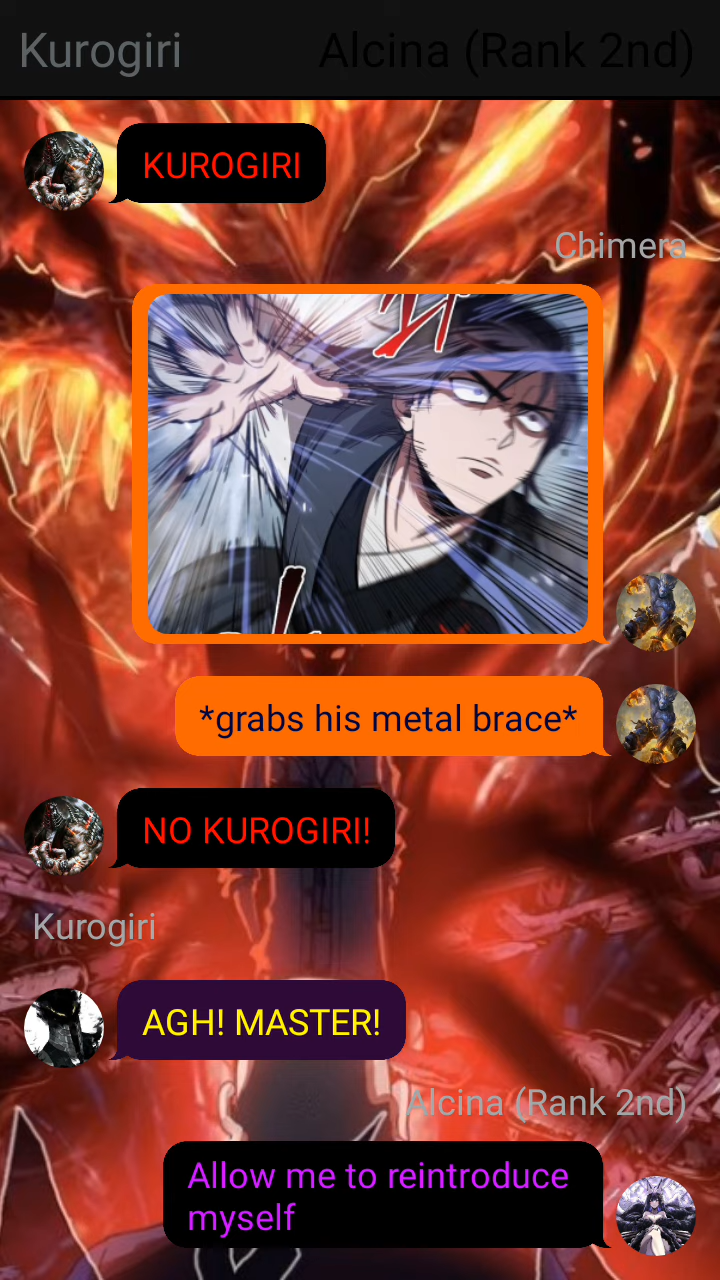 Kurogiri
Alcina (Rank 2nd)
KUROGIRI
Chimera
*grabs his metal brace*
NO KUROGIRI!
Kurogiri
AGH! MASTER!
Alcina (Rank 2nd)
Allow me to reintroduce
myself